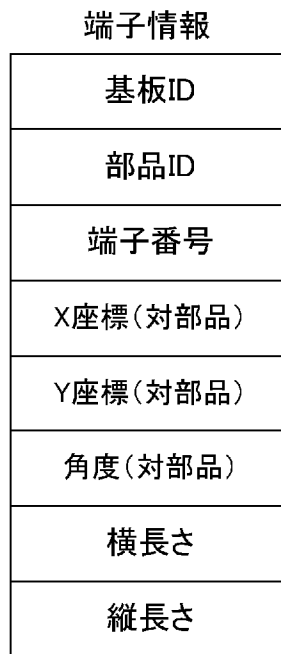 端子情報
基板ID
部品ID
端子番号
X座標(対部品)
Y座標(対部品)
角度(対部品)
横長さ
縦長さ